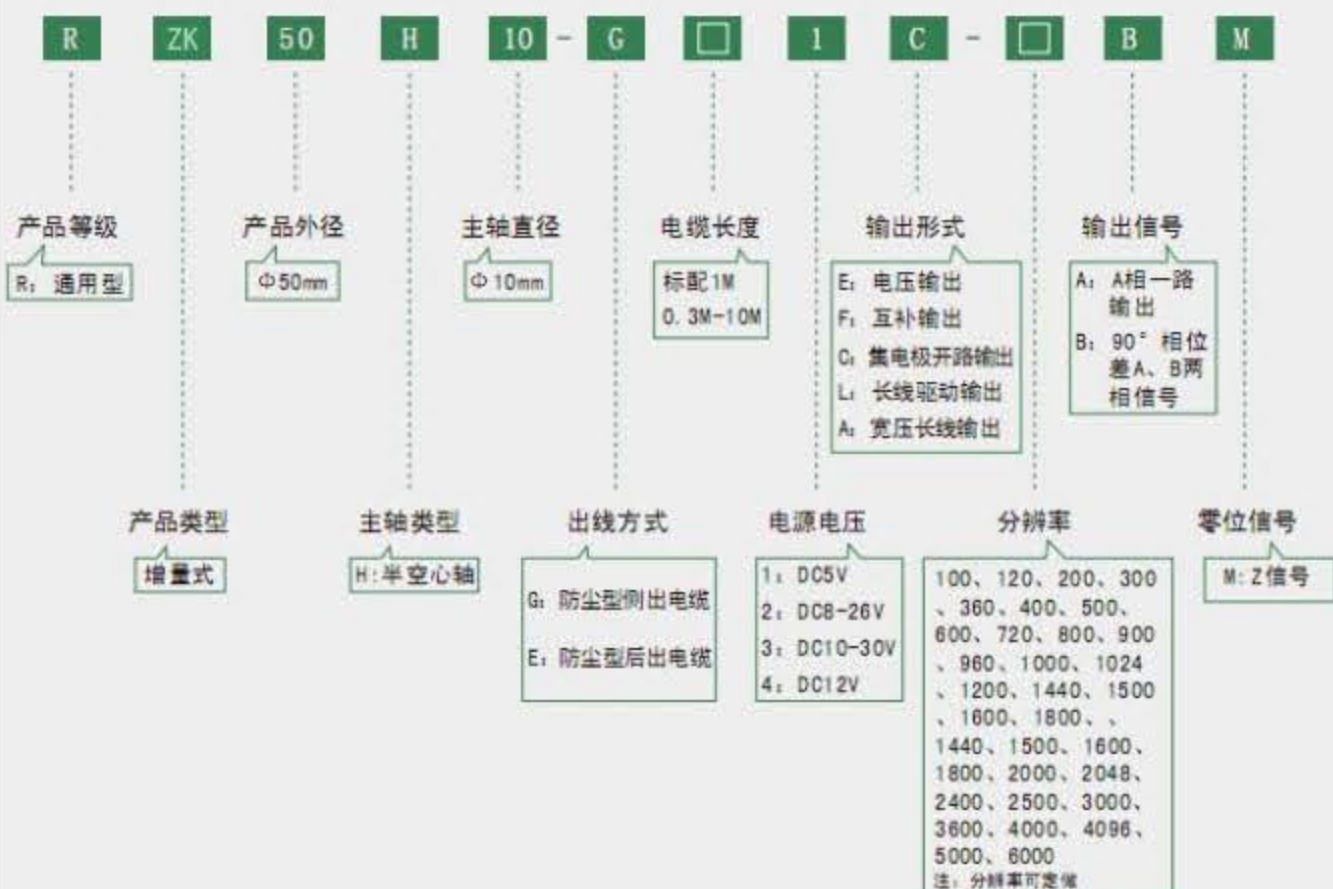 R ZK 50 H 10 - G □ 1 C - □ B M
产品等级
R: 通用型
产品外径
Φ50mm
主轴直径
Φ10mm
电缆长度
标配1M
0.3M-10M
输出形式
E: 电压输出
F: 互补输出
C: 集电极开路输出
L: 长线驱动输出
A: 宽压长线输出
输出信号
A: A相一路
输出
B: 90°相位
差A、B两
相信号
产品类型
增量式
主轴类型
H:半空心轴
出线方式
G: 防尘型侧出电缆
E: 防尘型后出电缆
电源电压
1: DC5V
2: DC8-26V
3: DC10-30V
4: DC12V
分辨率
100、120、200、300
、360、400、500、
600、720、800、900
、960、1000、1024
、1200、1440、1500
、1600、1800、、
1440、1500、1600、
1800、2000、2048、
2400、2500、3000、
3600、4000、4096、
5000、6000
注: 分辨率可定做
零位信号
M:Z信号